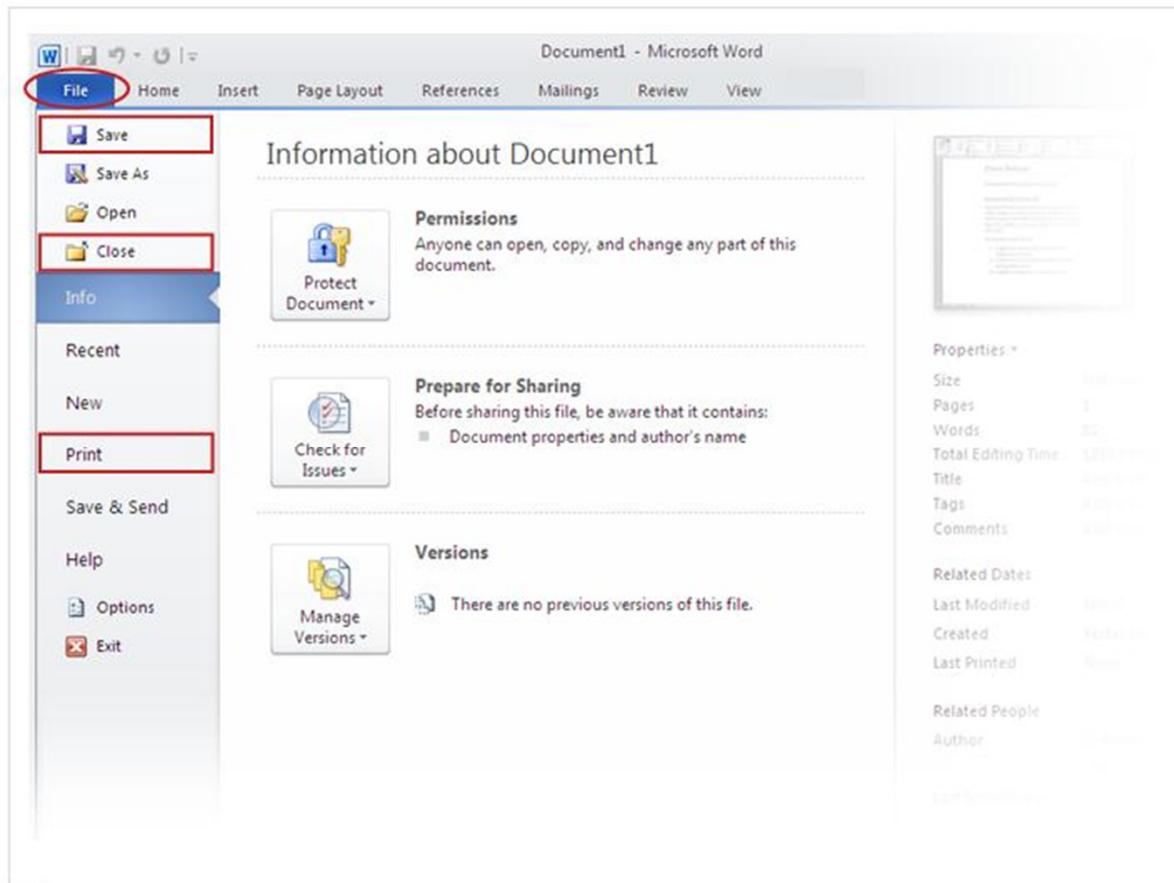 Document1 - Microsoft Word
File Home Insert Page Layout References Mailings Review View
Save
Save As
Open
Close
Info
Recent
New
Print
Save & Send
Help
Options
Exit
Information about Document1
Protect
Document
Permissions
Anyone can open, copy, and change any part of this
document.
Check for
Issues
Prepare for Sharing
Before sharing this file, be aware that it contains:
Document properties and author's name
Manage
Versions
Versions
There are no previous versions of this file.
Properties
Size
Pages 1
Words
Total Editing Time
Title
Tags
Comments
Related Dates
Last Modified
Created
Last Printed
Related People
Author